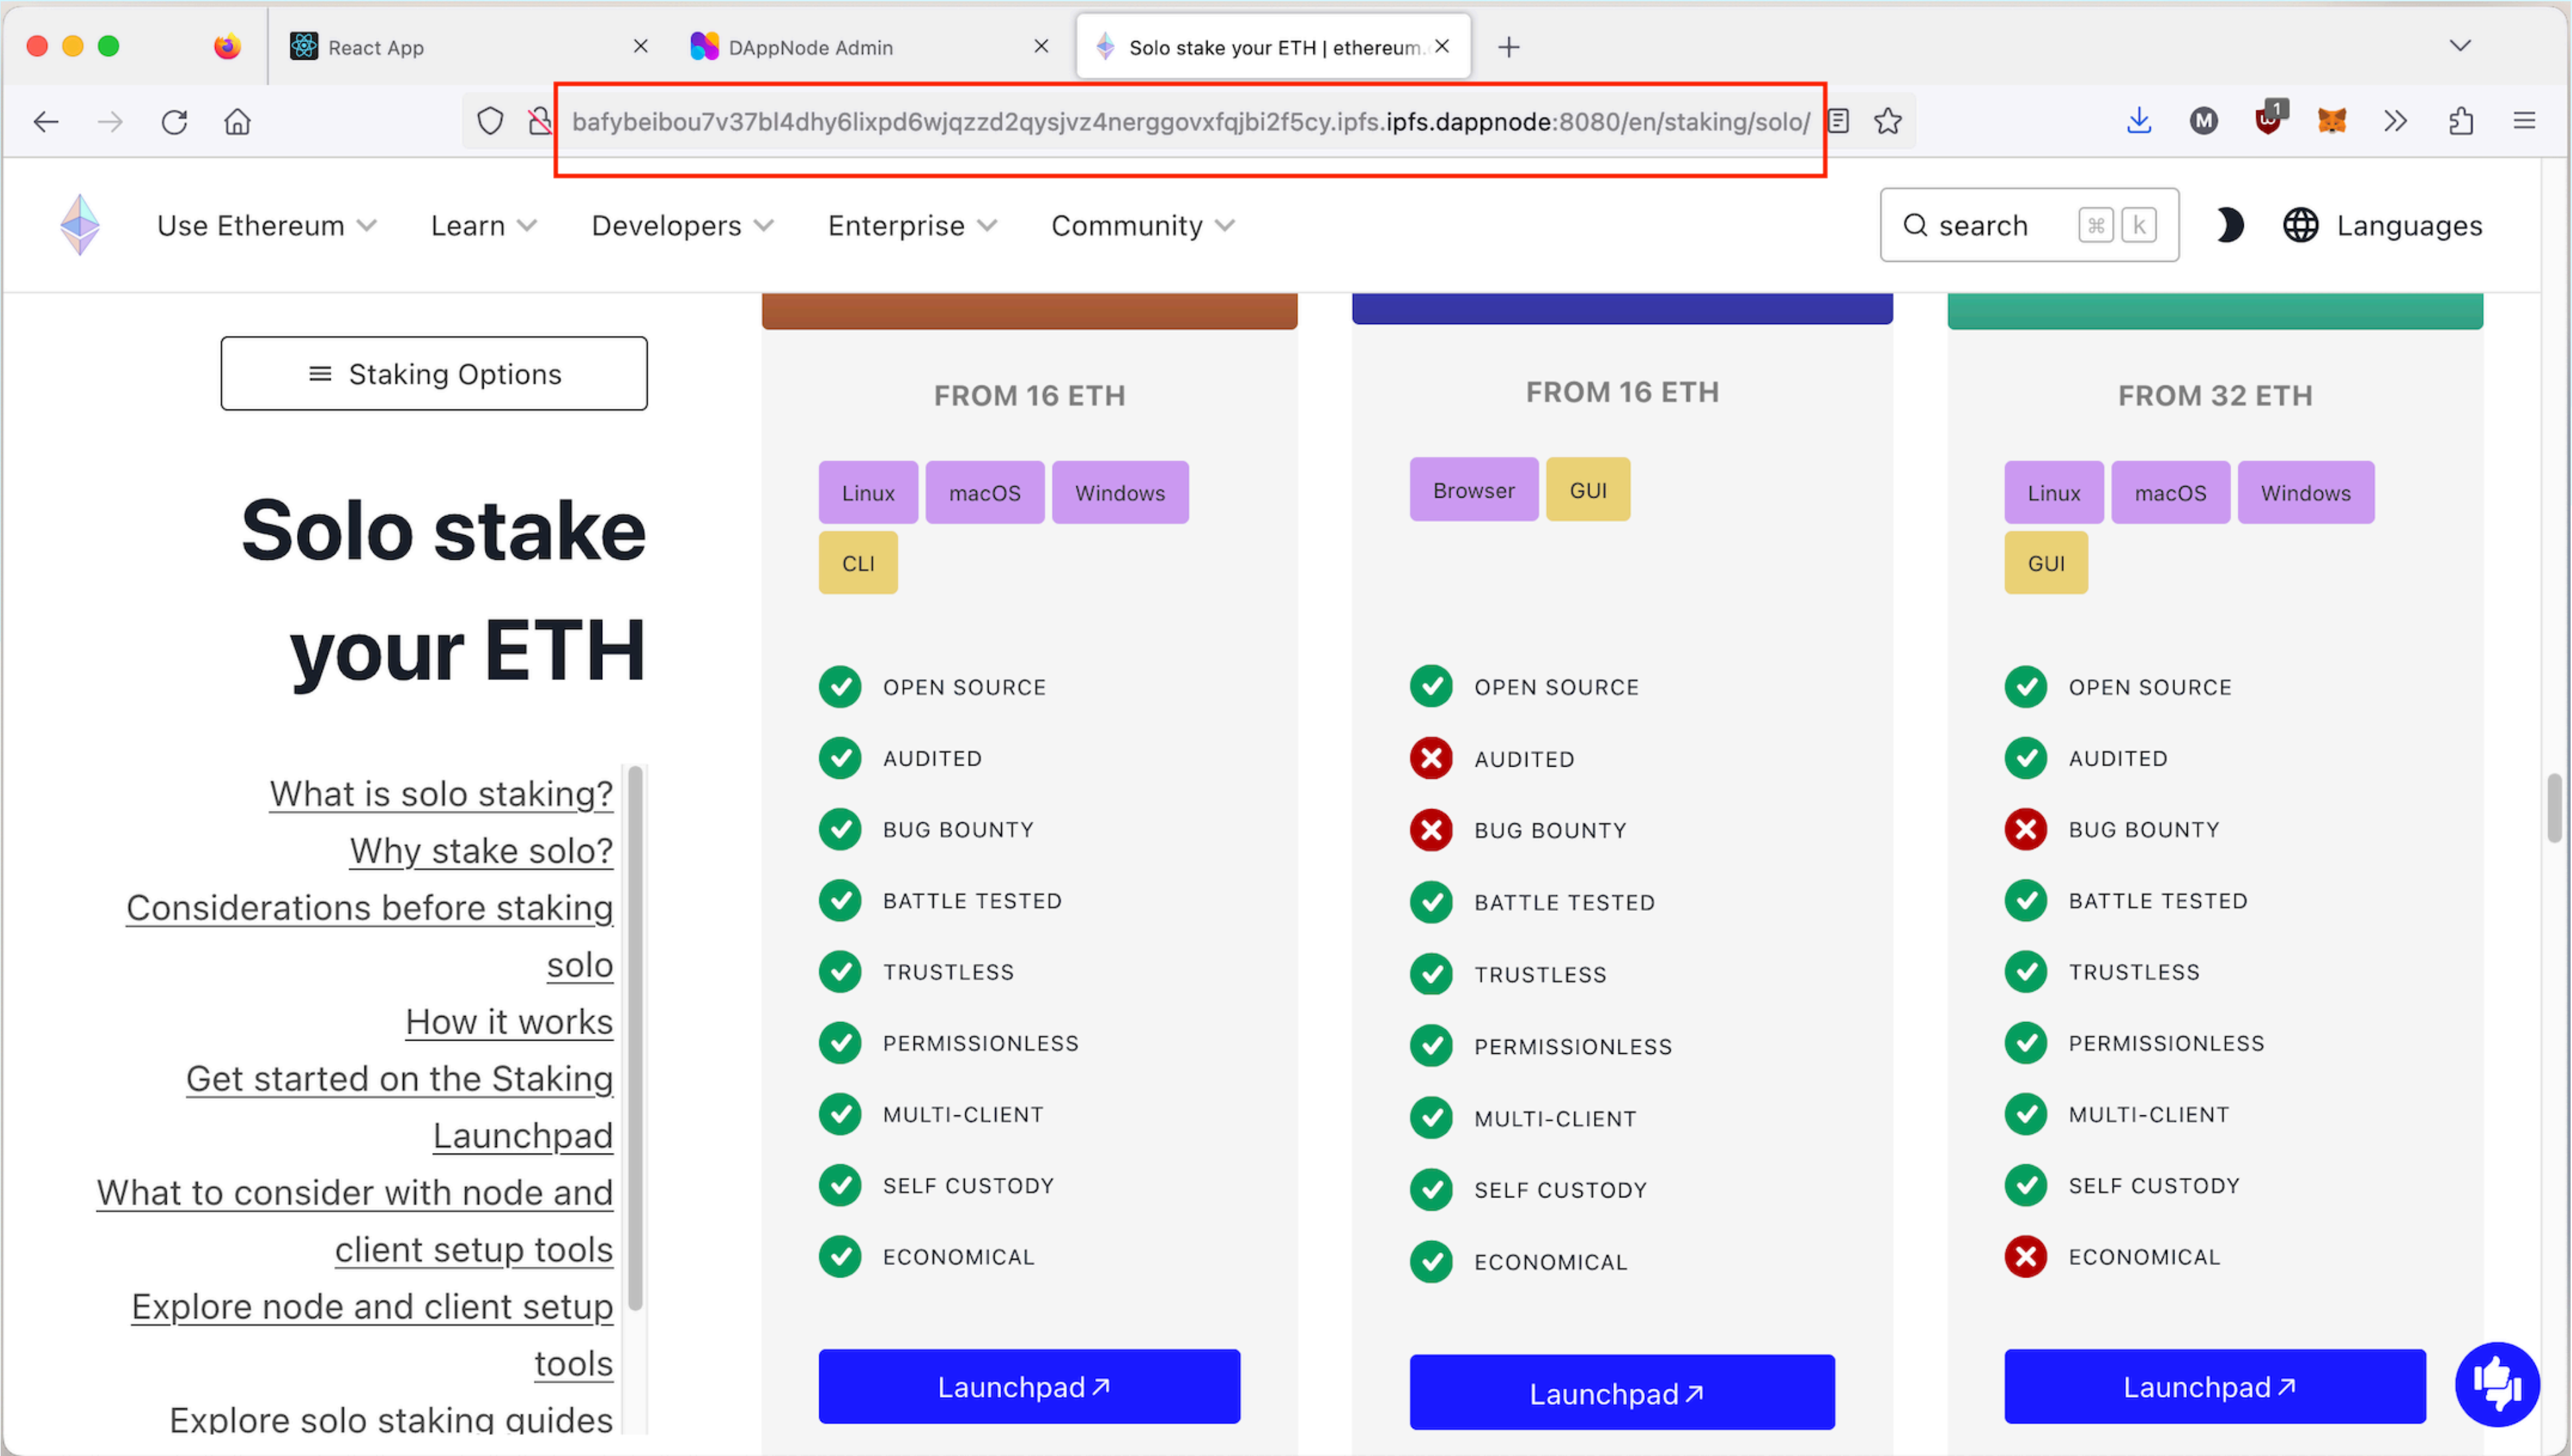 React App
DAppNode Admin
Solo stake your ETH | ethereum.
bafybeibou7v37bl4dhy6lixpd6wjqzzd2qysjvz4nerggovxfqjbi2f5cy.ipfs.ipfs.dappnode:8080/en/staking/solo/
M
1
Use Ethereum
Learn
Developers
Enterprise
Community
search
⌘ k
Languages
Staking Options
Solo stake
your ETH
What is solo staking?
Why stake solo?
Considerations before staking
solo
How it works
Get started on the Staking
Launchpad
What to consider with node and
client setup tools
Explore node and client setup
tools
Explore solo staking guides
FROM 16 ETH
Linux macOS Windows
CLI
OPEN SOURCE
AUDITED
BUG BOUNTY
BATTLE TESTED
TRUSTLESS
PERMISSIONLESS
MULTI-CLIENT
SELF CUSTODY
ECONOMICAL
Launchpad
FROM 16 ETH
Browser GUI
OPEN SOURCE
AUDITED
BUG BOUNTY
BATTLE TESTED
TRUSTLESS
PERMISSIONLESS
MULTI-CLIENT
SELF CUSTODY
ECONOMICAL
Launchpad
FROM 32 ETH
Linux macOS Windows
GUI
OPEN SOURCE
AUDITED
BUG BOUNTY
BATTLE TESTED
TRUSTLESS
PERMISSIONLESS
MULTI-CLIENT
SELF CUSTODY
ECONOMICAL
Launchpad